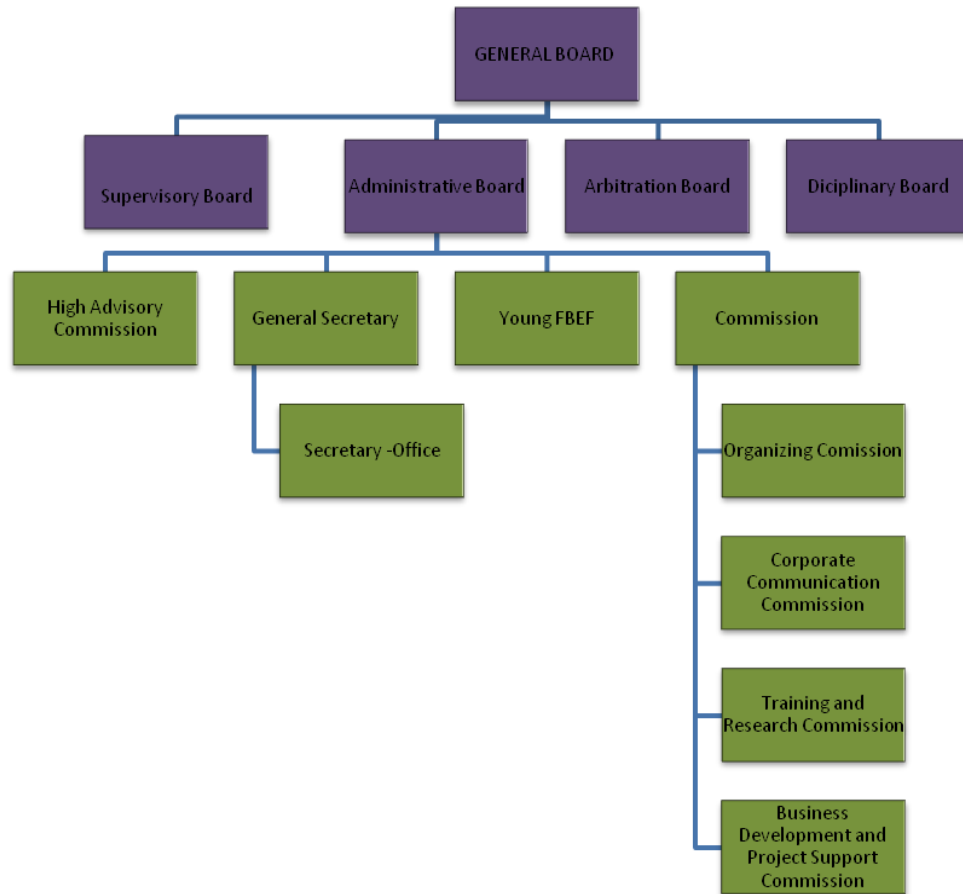 GENERAL BOARD
Supervisory Board
Administrative Board
Arbitration Board
Diciplinary Board
High Advisory
Commission
General Secretary
Young FBEF
Commission
Secretary -Office
Organizing Comission
Corporate
Communication
Commission
Training and
Research Commission
Business
Development and
Project Support
Commission